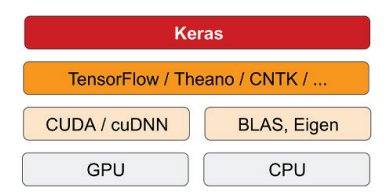 Keras
TensorFlow / Theano / CNTK / ...
CUDA / cuDNN
BLAS, Eigen
GPU
CPU